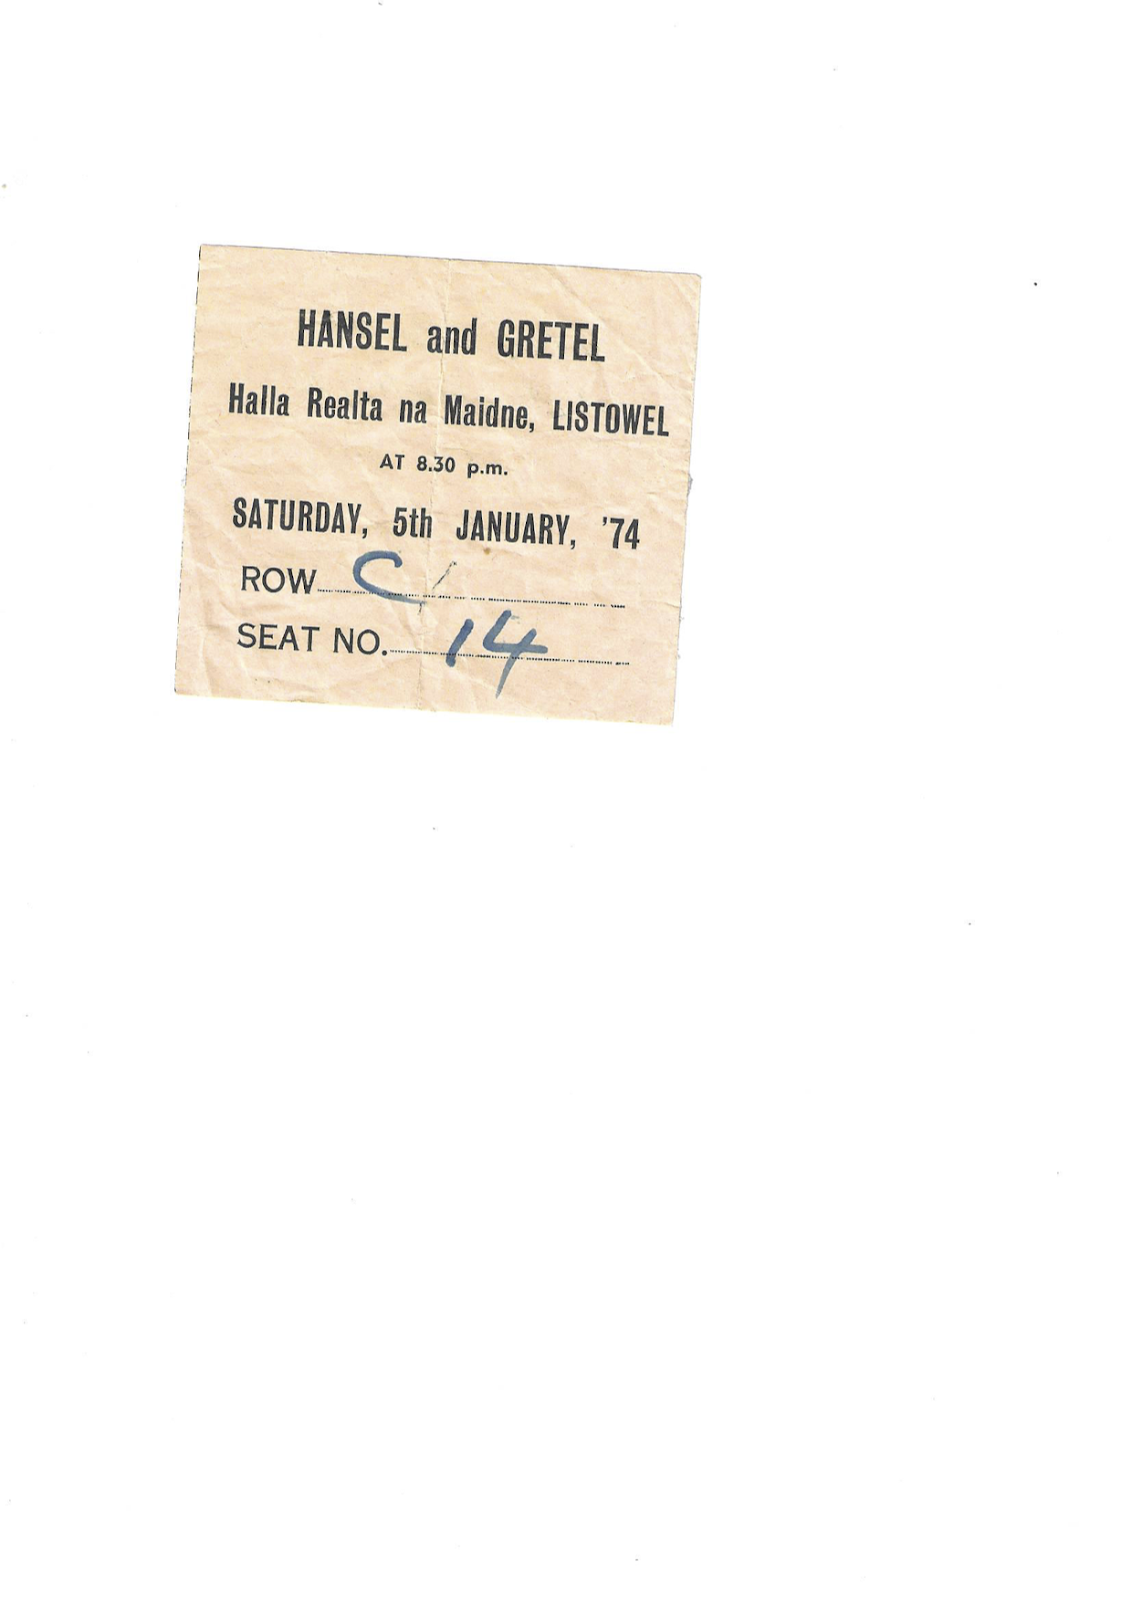 HANSEL and GRETEL
Halla Realta na Maidne, LISTOWEL
AT 8.30 p.m.
SATURDAY, 5th JANUARY, '74
ROW C
SEAT NO. 14